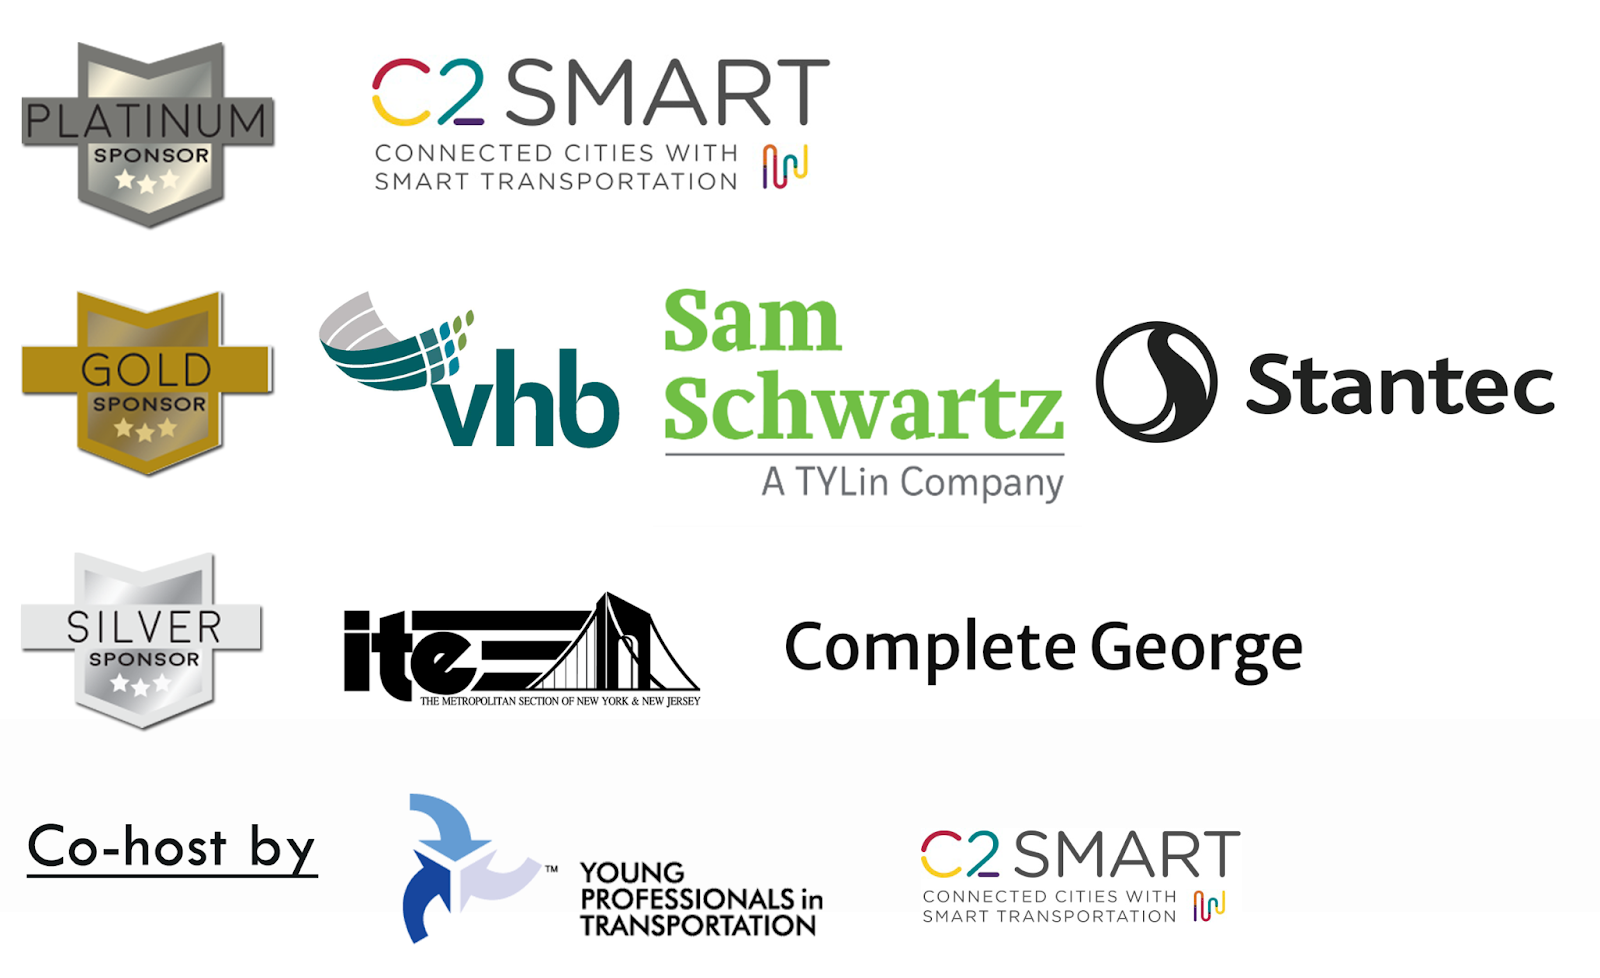 PLATINUM
SPONSOR
C2SMART
CONNECTED CITIES WITH
SMART TRANSPORTATION
GOLD
SPONSOR
vhb
Sam
Schwartz
A TYLin Company
Stantec
SILVER
SPONSOR
ite
THE METROPOLITAN SECTION OF NEW YORK & NEW JERSEY
Complete George
Co-host by
™
YOUNG
PROFESSIONALS in
TRANSPORTATION
C2SMART
CONNECTED CITIES WITH
SMART TRANSPORTATION